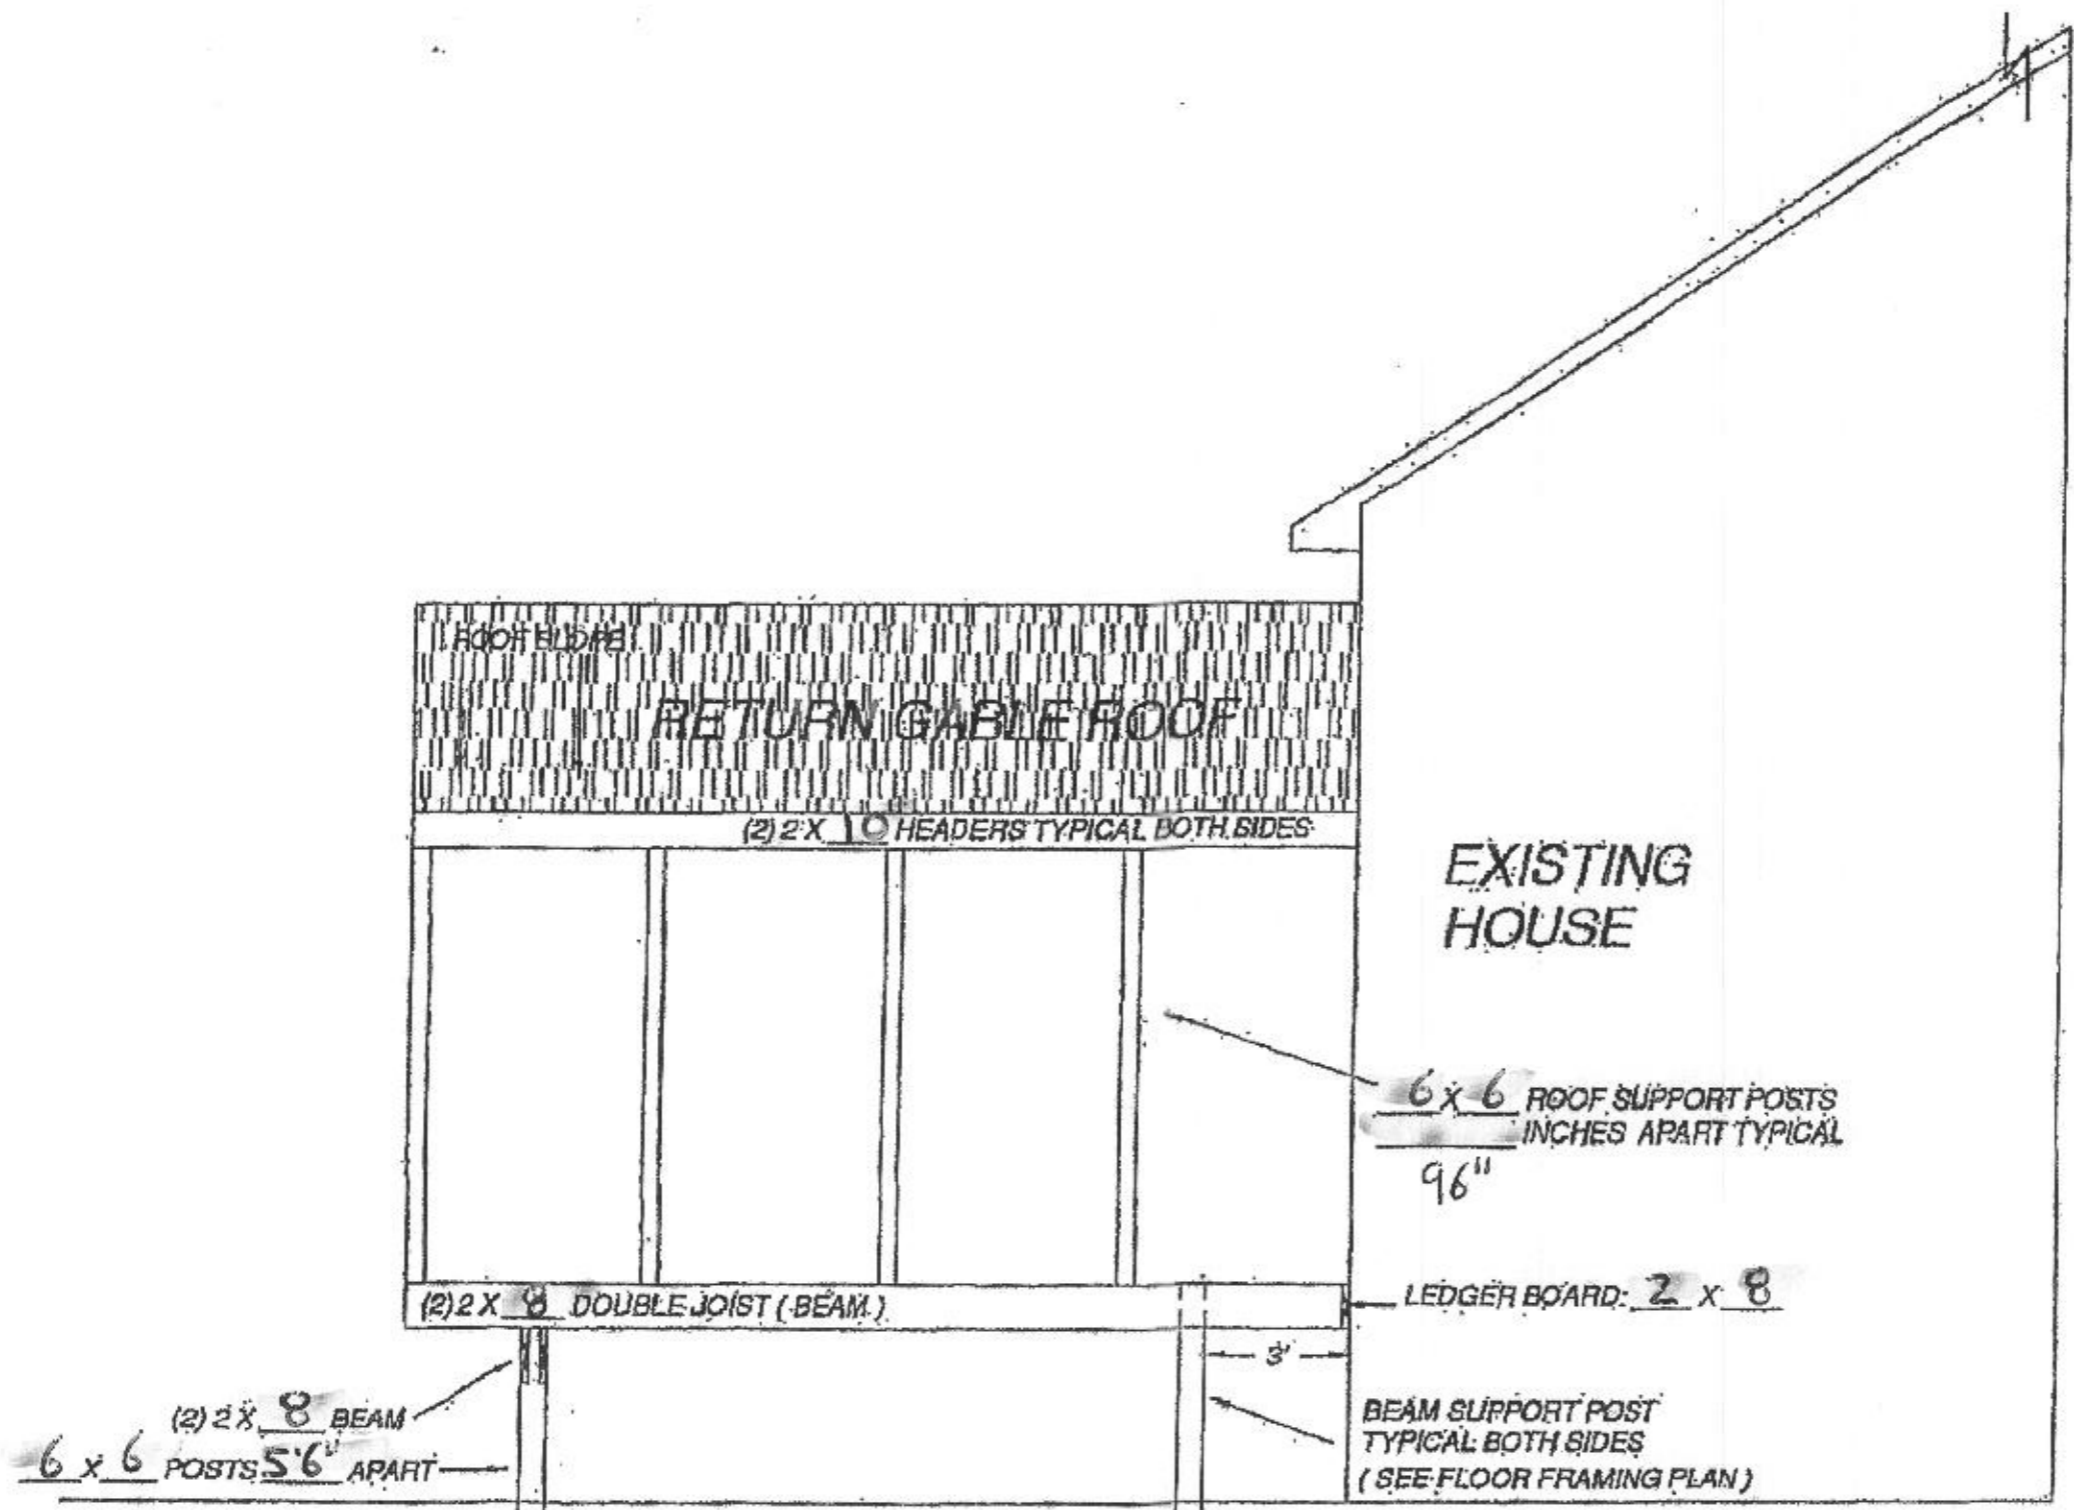 ROOF SLOPE
RETURN GABLE ROOF
(2) 2 X 10 HEADERS TYPICAL BOTH SIDES
EXISTING
HOUSE
6 X 6 ROOF SUPPORT POSTS
INCHES APART TYPICAL
96"
(2) 2 X 8 DOUBLE JOIST (BEAM)
LEDGER BOARD: 2 X 8
3'
(2) 2 X 8 BEAM
6 X 6 POSTS 5'6" APART
BEAM SUPPORT POST
TYPICAL BOTH SIDES
(SEE FLOOR FRAMING PLAN)